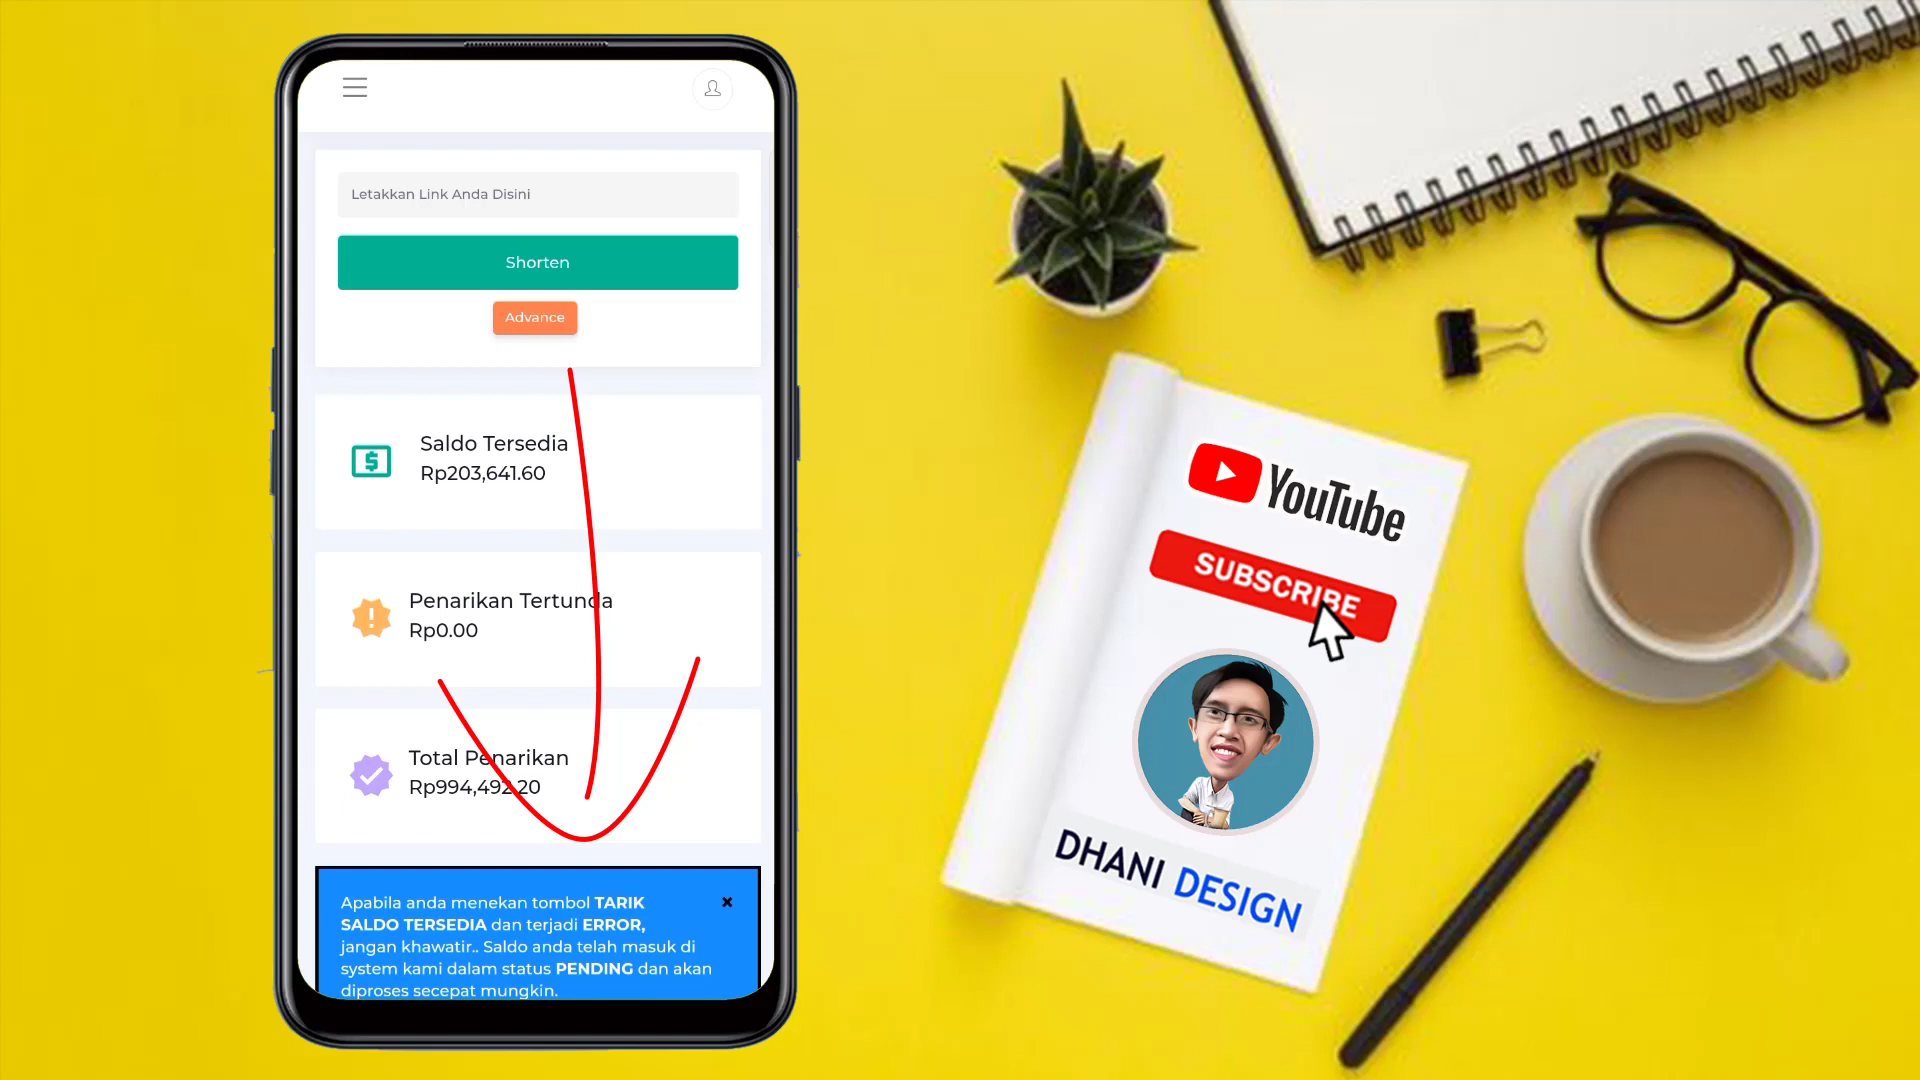 Letakkan Link Anda Disini
Shorten
Advance
Saldo Tersedia
Rp203,641.60
Penarikan Tertunda
Rp0.00
Total Penarikan
Rp994,492.20
Apabila anda menekan tombol TARIK
SALDO TERSEDIA dan terjadi ERROR,
jangan khawatir.. Saldo anda telah masuk di
system kami dalam status PENDING dan akan
diproses secepat mungkin.
YouTube
SUBSCRIBE
DHANI DESIGN